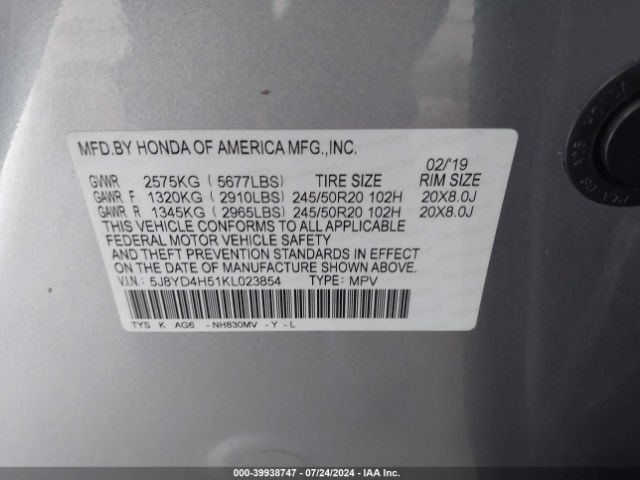 MFD.BY HONDA OF AMERICA MFG.,INC.
02/'19
GVWR 2575KG ( 5677LBS) TIRE SIZE RIM SIZE
GAWR F 1320KG ( 2910LBS) 245/50R20 102H 20X8.0J
GAWR R 1345KG ( 2965LBS) 245/50R20 102H 20X8.0J
THIS VEHICLE CONFORMS TO ALL APPLICABLE
FEDERAL MOTOR VEHICLE SAFETY
AND THEFT PREVENTION STANDARDS IN EFFECT
ON THE DATE OF MANUFACTURE SHOWN ABOVE.
V.I.N.: 5J8YD4H51KL023854 TYPE: MPV
TYS K AG6 - NH830MV - Y - L
000-39938747 - 07/24/2024 - IAA Inc.